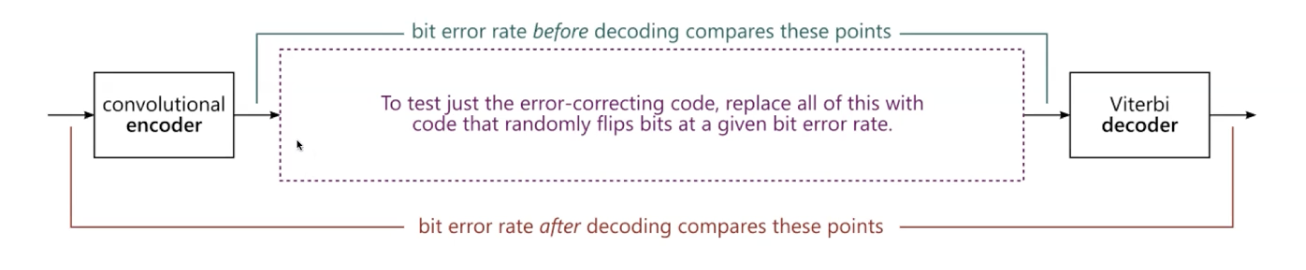 bit error rate before decoding compares these points
convolutional
encoder
To test just the error-correcting code, replace all of this with
code that randomly flips bits at a given bit error rate.
Viterbi
decoder
bit error rate after decoding compares these points